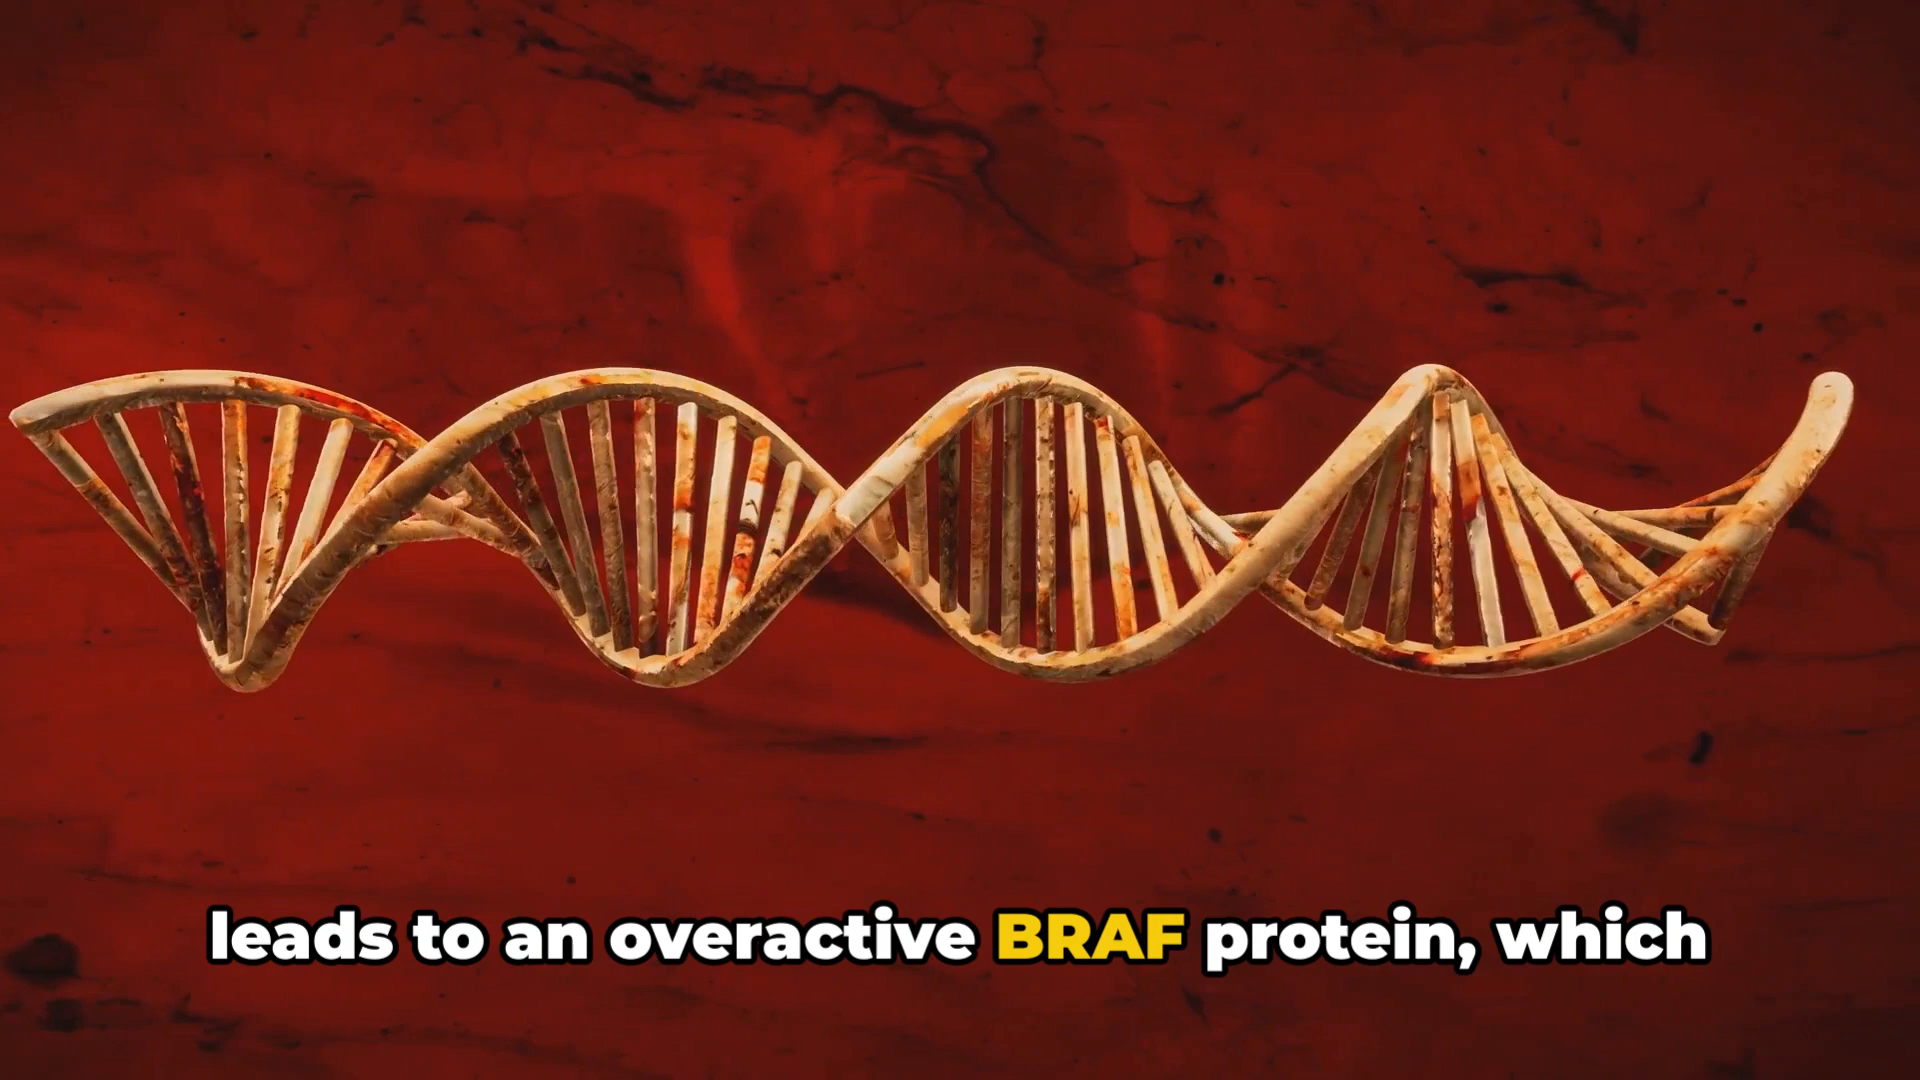 leads to an overactive BRAF protein, which